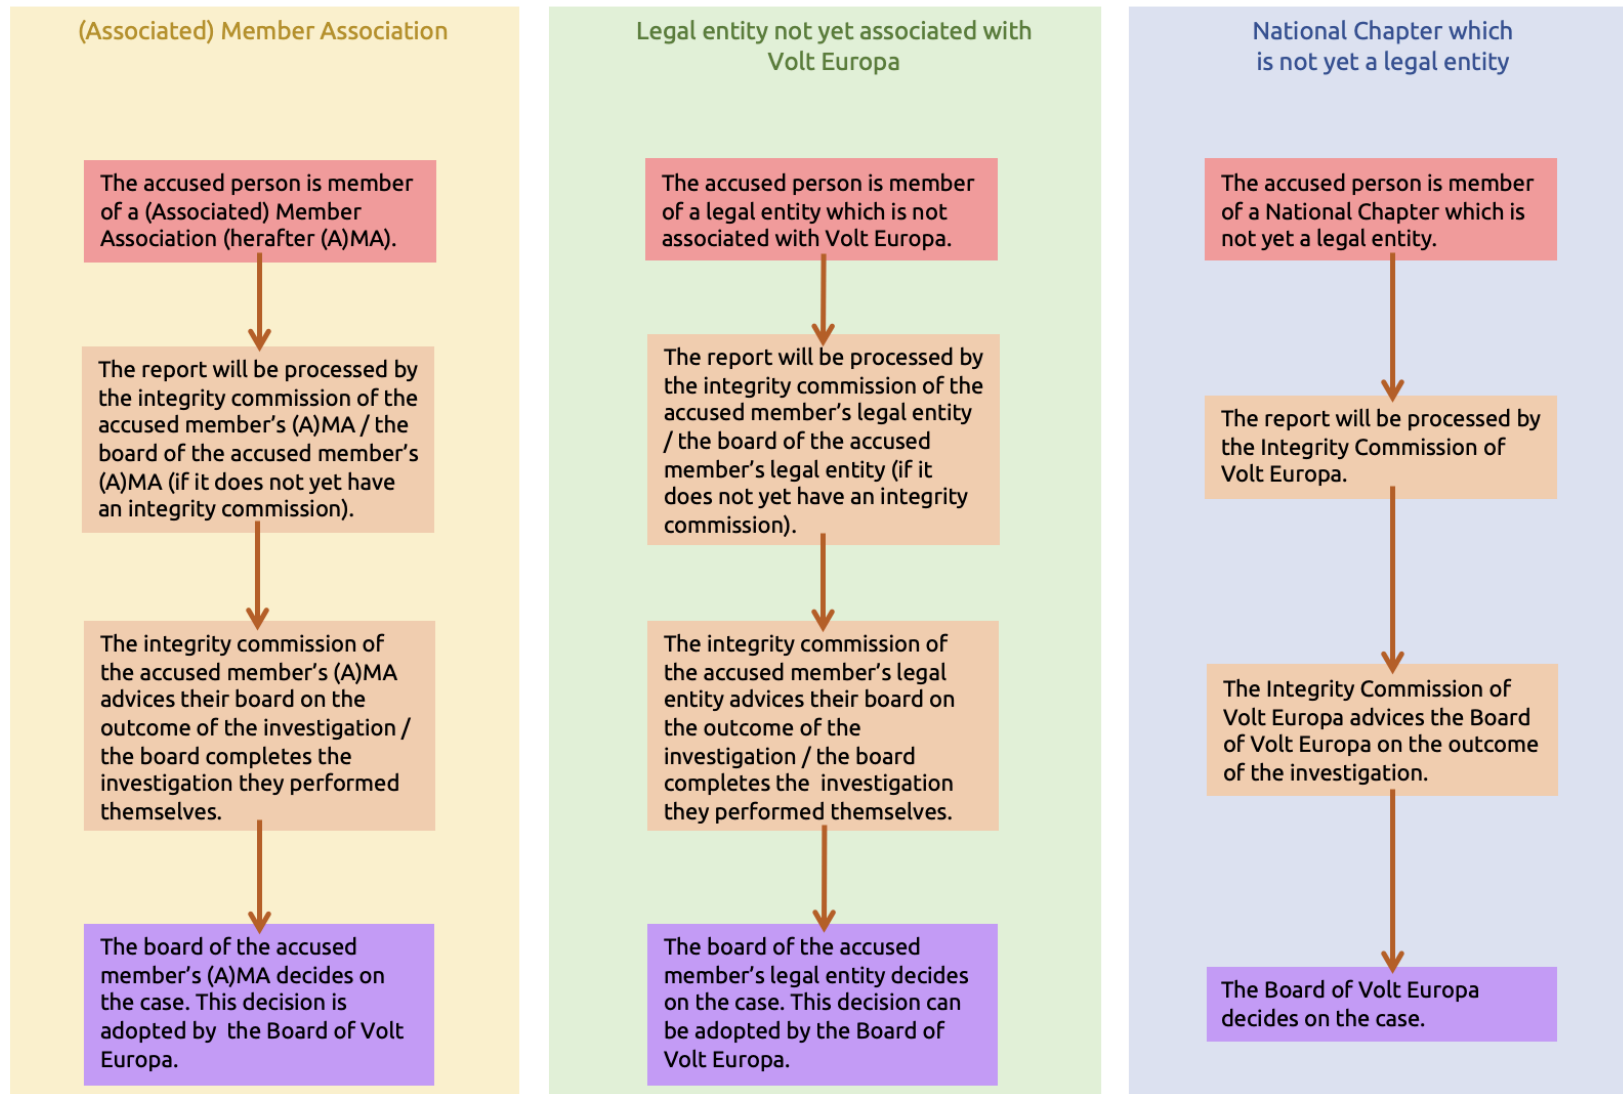 (Associated) Member Association
The accused person is member
of a (Associated) Member
Association (herafter (A)MA).
The report will be processed by
the integrity commission of the
accused member's (A)MA / the
board of the accused member's
(A)MA (if it does not yet have
an integrity commission).
The integrity commission of
the accused member's (A)MA
advices their board on the
outcome of the investigation /
the board completes the
investigation they performed
themselves.
The board of the accused
member's (A)MA decides on
the case. This decision is
adopted by  the Board of Volt
Europa.
Legal entity not yet associated with
Volt Europa
The accused person is member
of a legal entity which is not
associated with Volt Europa.
The report will be processed by
the integrity commission of the
accused member's legal entity
/ the board of the accused
member's legal entity (if it
does not yet have an integrity
commission).
The integrity commission of
the accused member's legal
entity advices their board on
the outcome of the
investigation / the board
completes the  investigation
they performed themselves.
The board of the accused
member's legal entity decides
on the case. This decision can
be adopted by the Board of
Volt Europa.
National Chapter which
is not yet a legal entity
The accused person is member
of a National Chapter which is
not yet a legal entity.
The report will be processed by
the Integrity Commission of
Volt Europa.
The Integrity Commission of
Volt Europa advices the Board
of Volt Europa on the outcome
of the investigation.
The Board of Volt Europa
decides on the case.